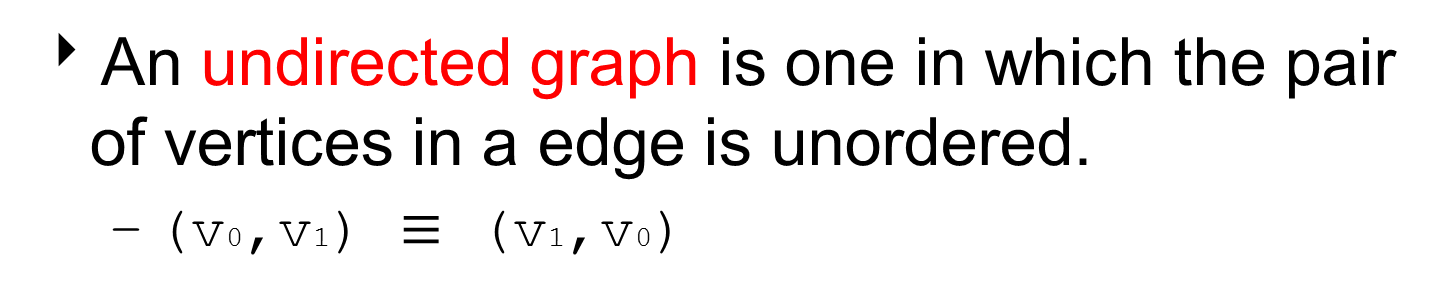 An undirected graph is one in which the pair
of vertices in a edge is unordered.
– (v₀,v₁) ≡ (v₁,v₀)